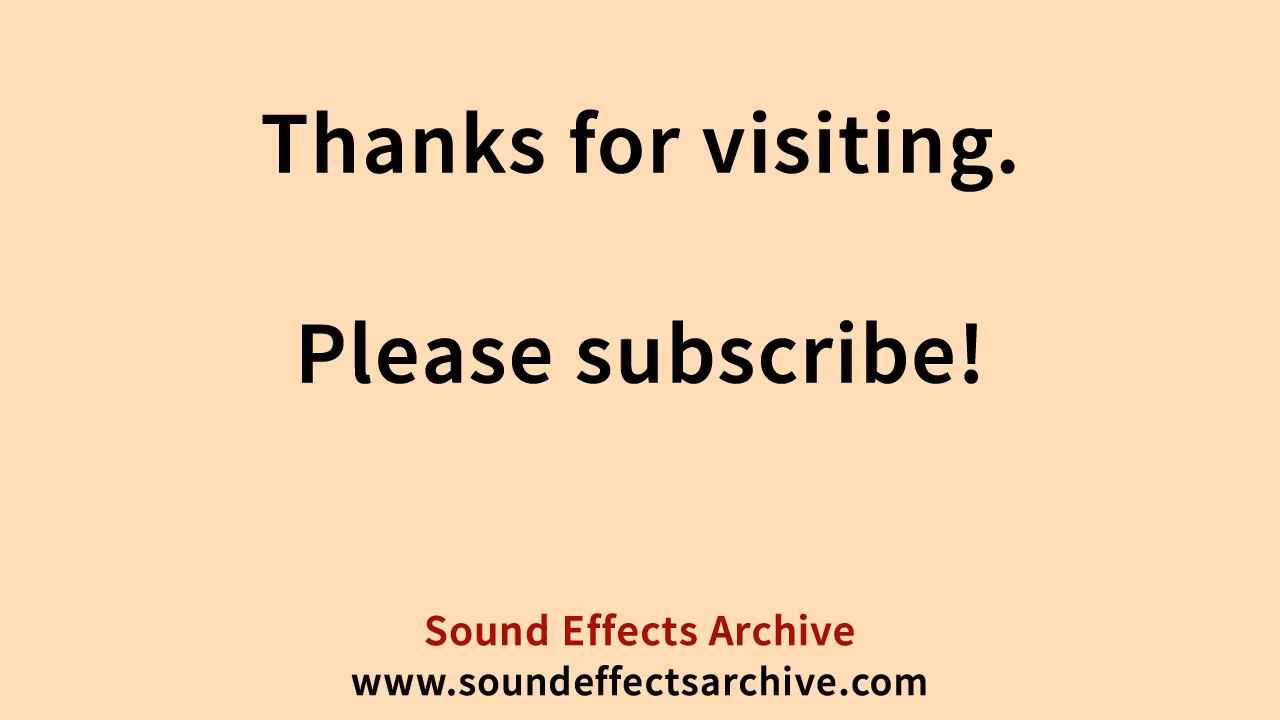 Thanks for visiting.
Please subscribe!
Sound Effects Archive
www.soundeffectsarchive.com